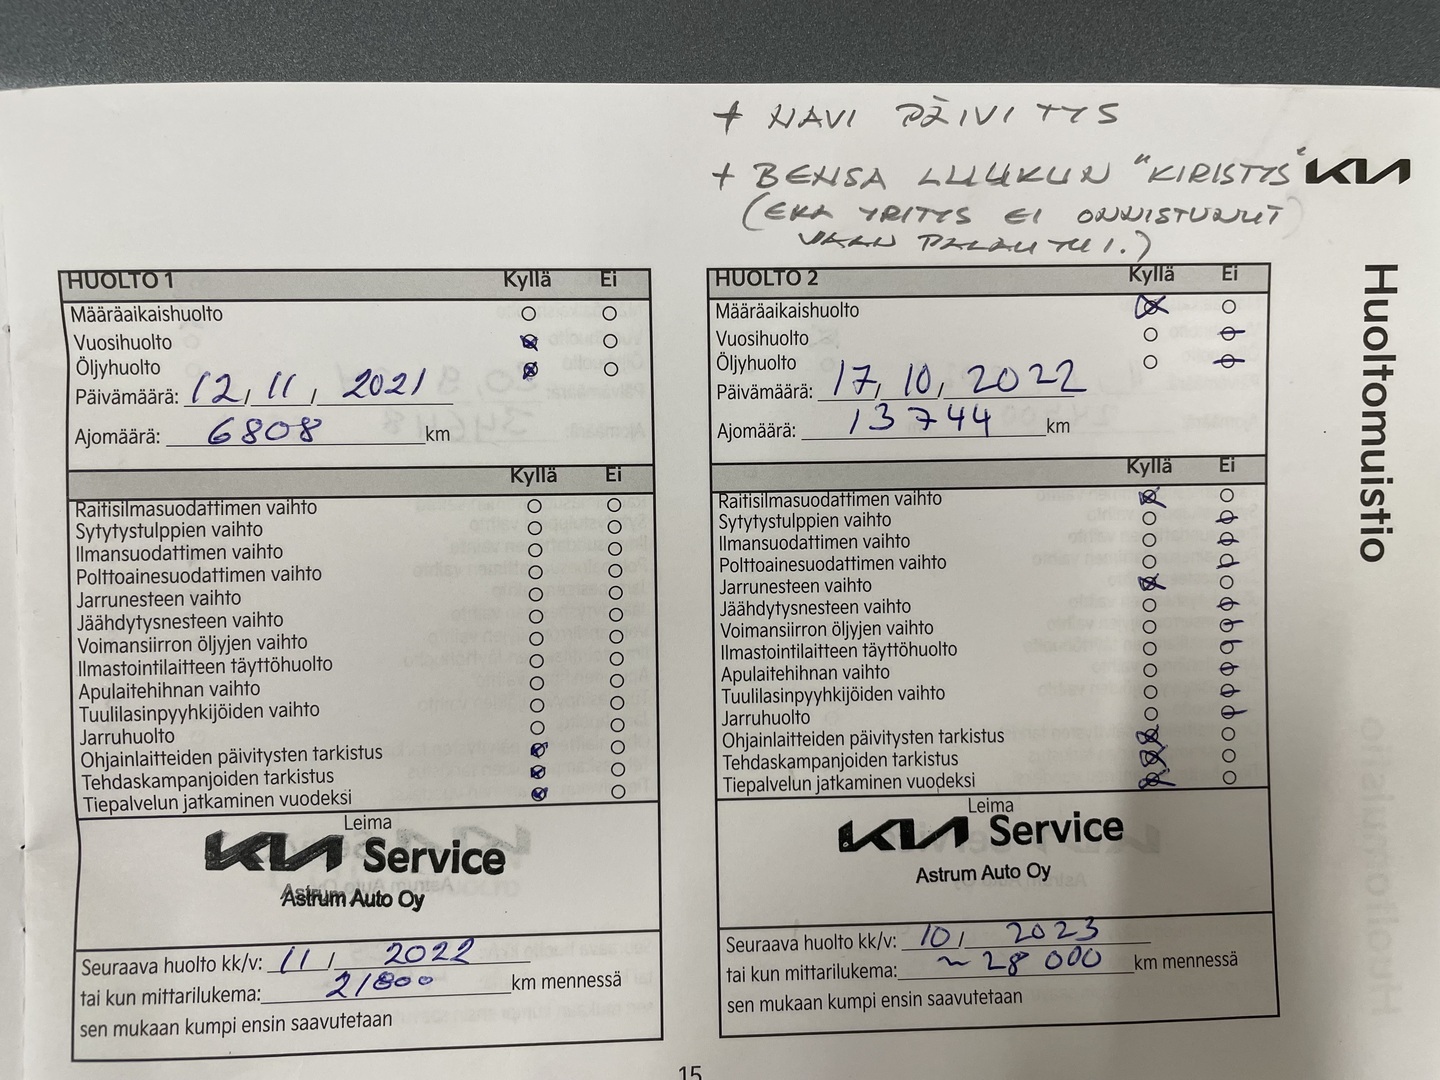 + NAVI PÄIVITYS
+ BENSA LUUKUN "KIRISTYS"
(EKA YRITYS EI ONNISTUNUT
VAAN PALAUTUI.)
KIA
Huoltomuistio
HUOLTO 1 Kyllä Ei
Määräaikaishuolto
Vuosihuolto
Öljyhuolto
Päivämäärä: 12, 11, 2021
Ajomäärä: 6808 km
Kyllä Ei
Raitisilmasuodattimen vaihto
Sytytystulppien vaihto
Ilmansuodattimen vaihto
Polttoainesuodattimen vaihto
Jarrunesteen vaihto
Jäähdytysnesteen vaihto
Voimansiirron öljyjen vaihto
Ilmastointilaitteen täyttöhuolto
Apulaitehihnan vaihto
Tuulilasinpyyhkijöiden vaihto
Jarruhuolto
Ohjainlaitteiden päivitysten tarkistus
Tehdaskampanjoiden tarkistus
Tiepalvelun jatkaminen vuodeksi
Leima
KIA Service
Astrum Auto Oy
Seuraava huolto kk/v: 11 / 2022
tai kun mittarilukema: 21800 km mennessä
sen mukaan kumpi ensin saavutetaan
HUOLTO 2 Kyllä Ei
Määräaikaishuolto
Vuosihuolto
Öljyhuolto
Päivämäärä: 17, 10, 2022
Ajomäärä: 13744 km
Kyllä Ei
Raitisilmasuodattimen vaihto
Sytytystulppien vaihto
Ilmansuodattimen vaihto
Polttoainesuodattimen vaihto
Jarrunesteen vaihto
Jäähdytysnesteen vaihto
Voimansiirron öljyjen vaihto
Ilmastointilaitteen täyttöhuolto
Apulaitehihnan vaihto
Tuulilasinpyyhkijöiden vaihto
Jarruhuolto
Ohjainlaitteiden päivitysten tarkistus
Tehdaskampanjoiden tarkistus
Tiepalvelun jatkaminen vuodeksi
Leima
KIA Service
Astrum Auto Oy
Seuraava huolto kk/v: 10 / 2023
tai kun mittarilukema: ~ 28 000 km mennessä
sen mukaan kumpi ensin saavutetaan
15